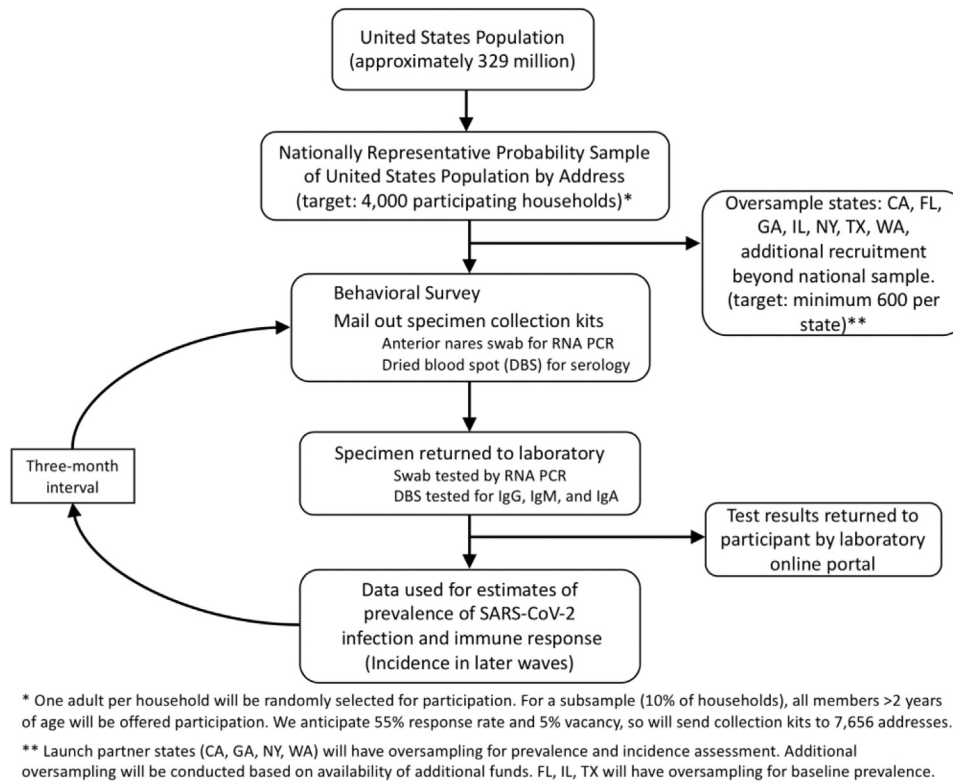 United States Population
(approximately 329 million)
Nationally Representative Probability Sample
of United States Population by Address
(target: 4,000 participating households)*
Oversample states: CA, FL,
GA, IL, NY, TX, WA,
additional recruitment
beyond national sample.
(target: minimum 600 per
state)**
Behavioral Survey
Mail out specimen collection kits
Anterior nares swab for RNA PCR
Dried blood spot (DBS) for serology
Three-month
interval
Specimen returned to laboratory
Swab tested by RNA PCR
DBS tested for IgG, IgM, and IgA
Test results returned to
participant by laboratory
online portal
Data used for estimates of
prevalence of SARS-CoV-2
infection and immune response
(Incidence in later waves)
* One adult per household will be randomly selected for participation. For a subsample (10% of households), all members >2 years
of age will be offered participation. We anticipate 55% response rate and 5% vacancy, so will send collection kits to 7,656 addresses.
** Launch partner states (CA, GA, NY, WA) will have oversampling for prevalence and incidence assessment. Additional
oversampling will be conducted based on availability of additional funds. FL, IL, TX will have oversampling for baseline prevalence.